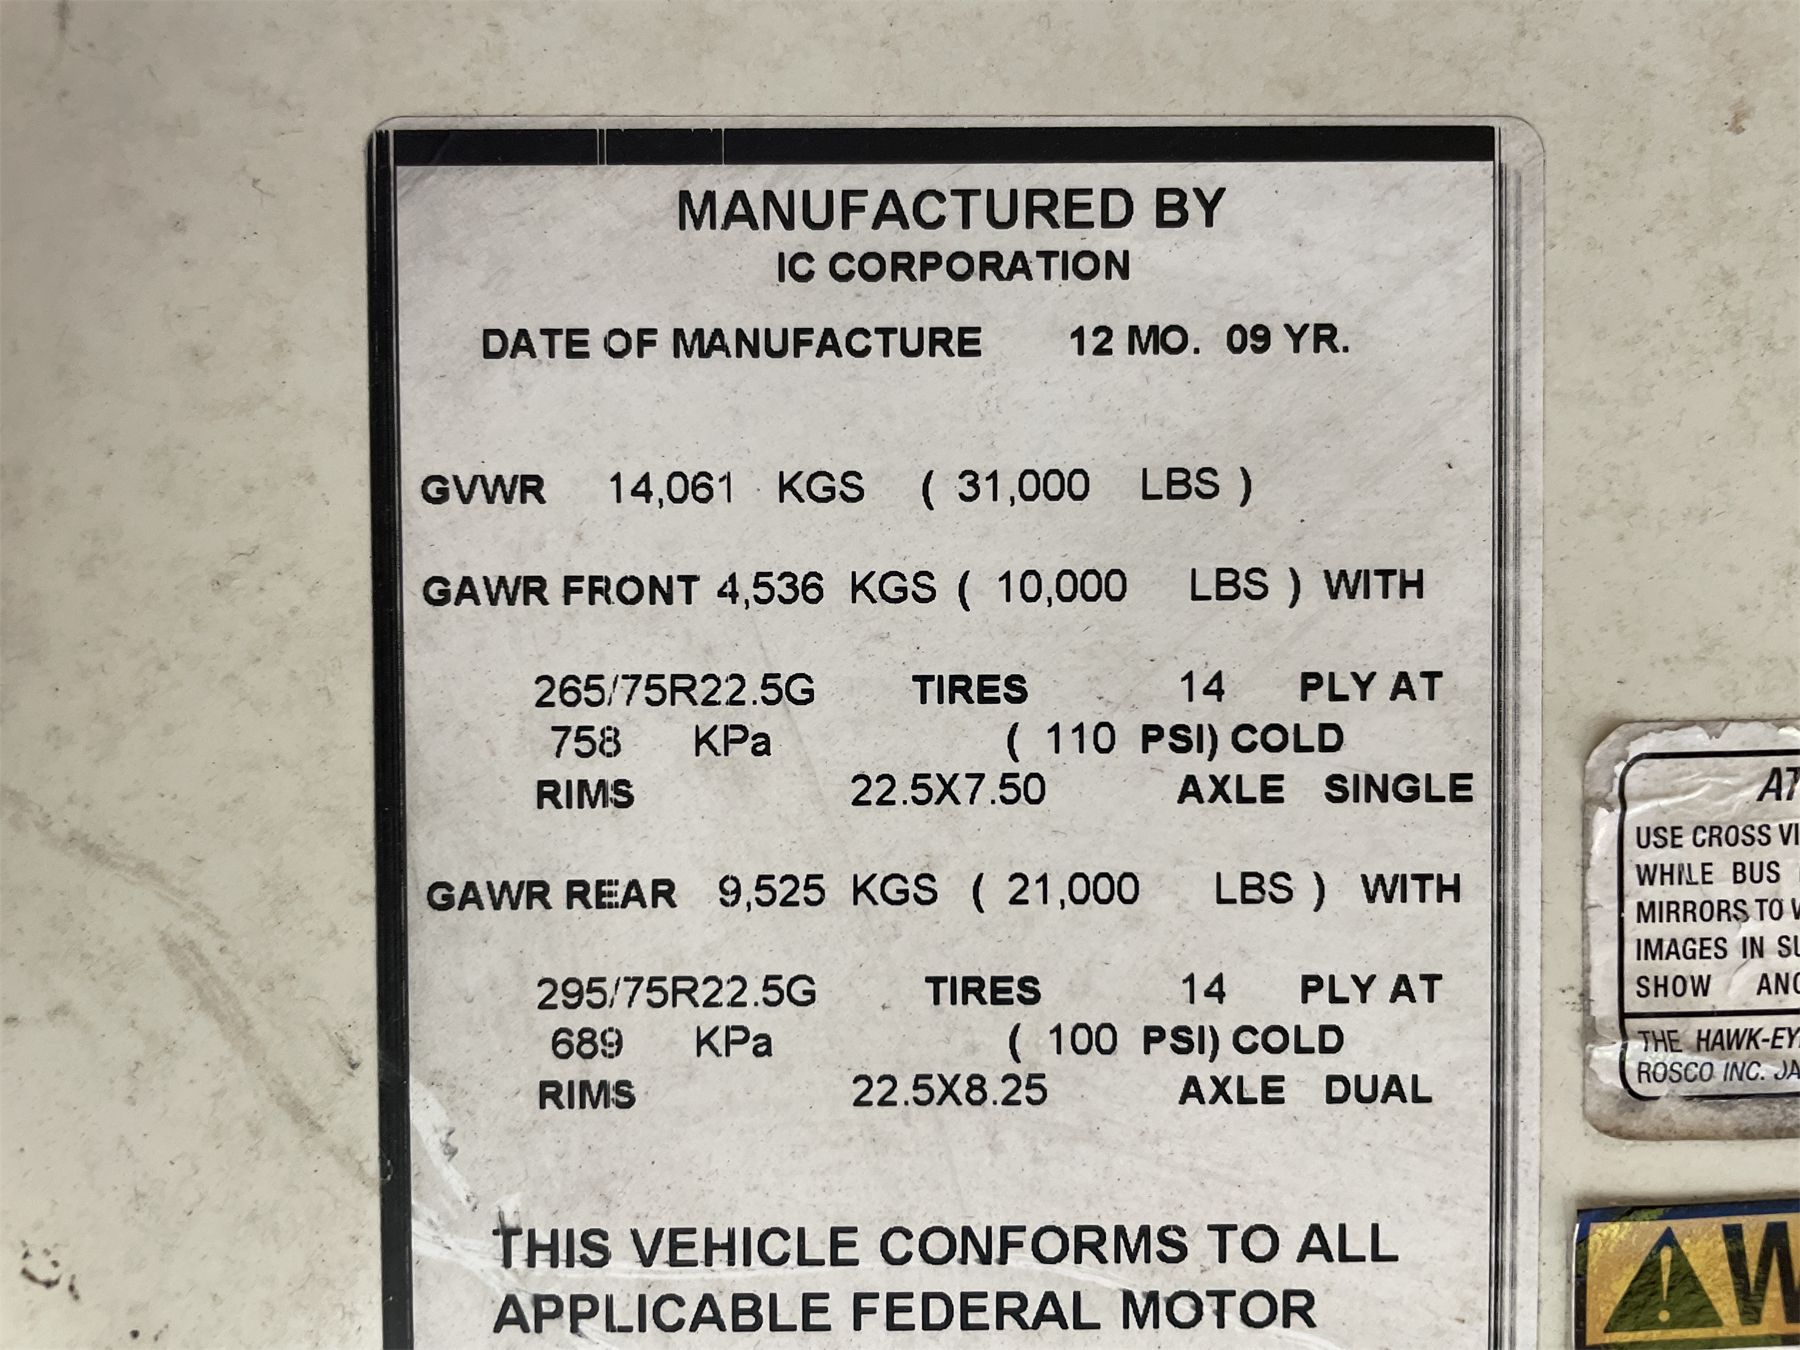 MANUFACTURED BY
IC CORPORATION
DATE OF MANUFACTURE 12 MO. 09 YR.
GVWR 14,061 KGS ( 31,000 LBS )
GAWR FRONT 4,536 KGS ( 10,000 LBS ) WITH
265/75R22.5G TIRES 14 PLY AT
758 KPa ( 110 PSI) COLD
RIMS 22.5X7.50 AXLE SINGLE
GAWR REAR 9,525 KGS ( 21,000 LBS ) WITH
295/75R22.5G TIRES 14 PLY AT
689 KPa ( 100 PSI) COLD
RIMS 22.5X8.25 AXLE DUAL
THIS VEHICLE CONFORMS TO ALL
APPLICABLE FEDERAL MOTOR
USE CROSS
WHILE BUS
MIRRORS TO
IMAGES IN
SHOW
THE HAWK-EY
ROSCO INC.